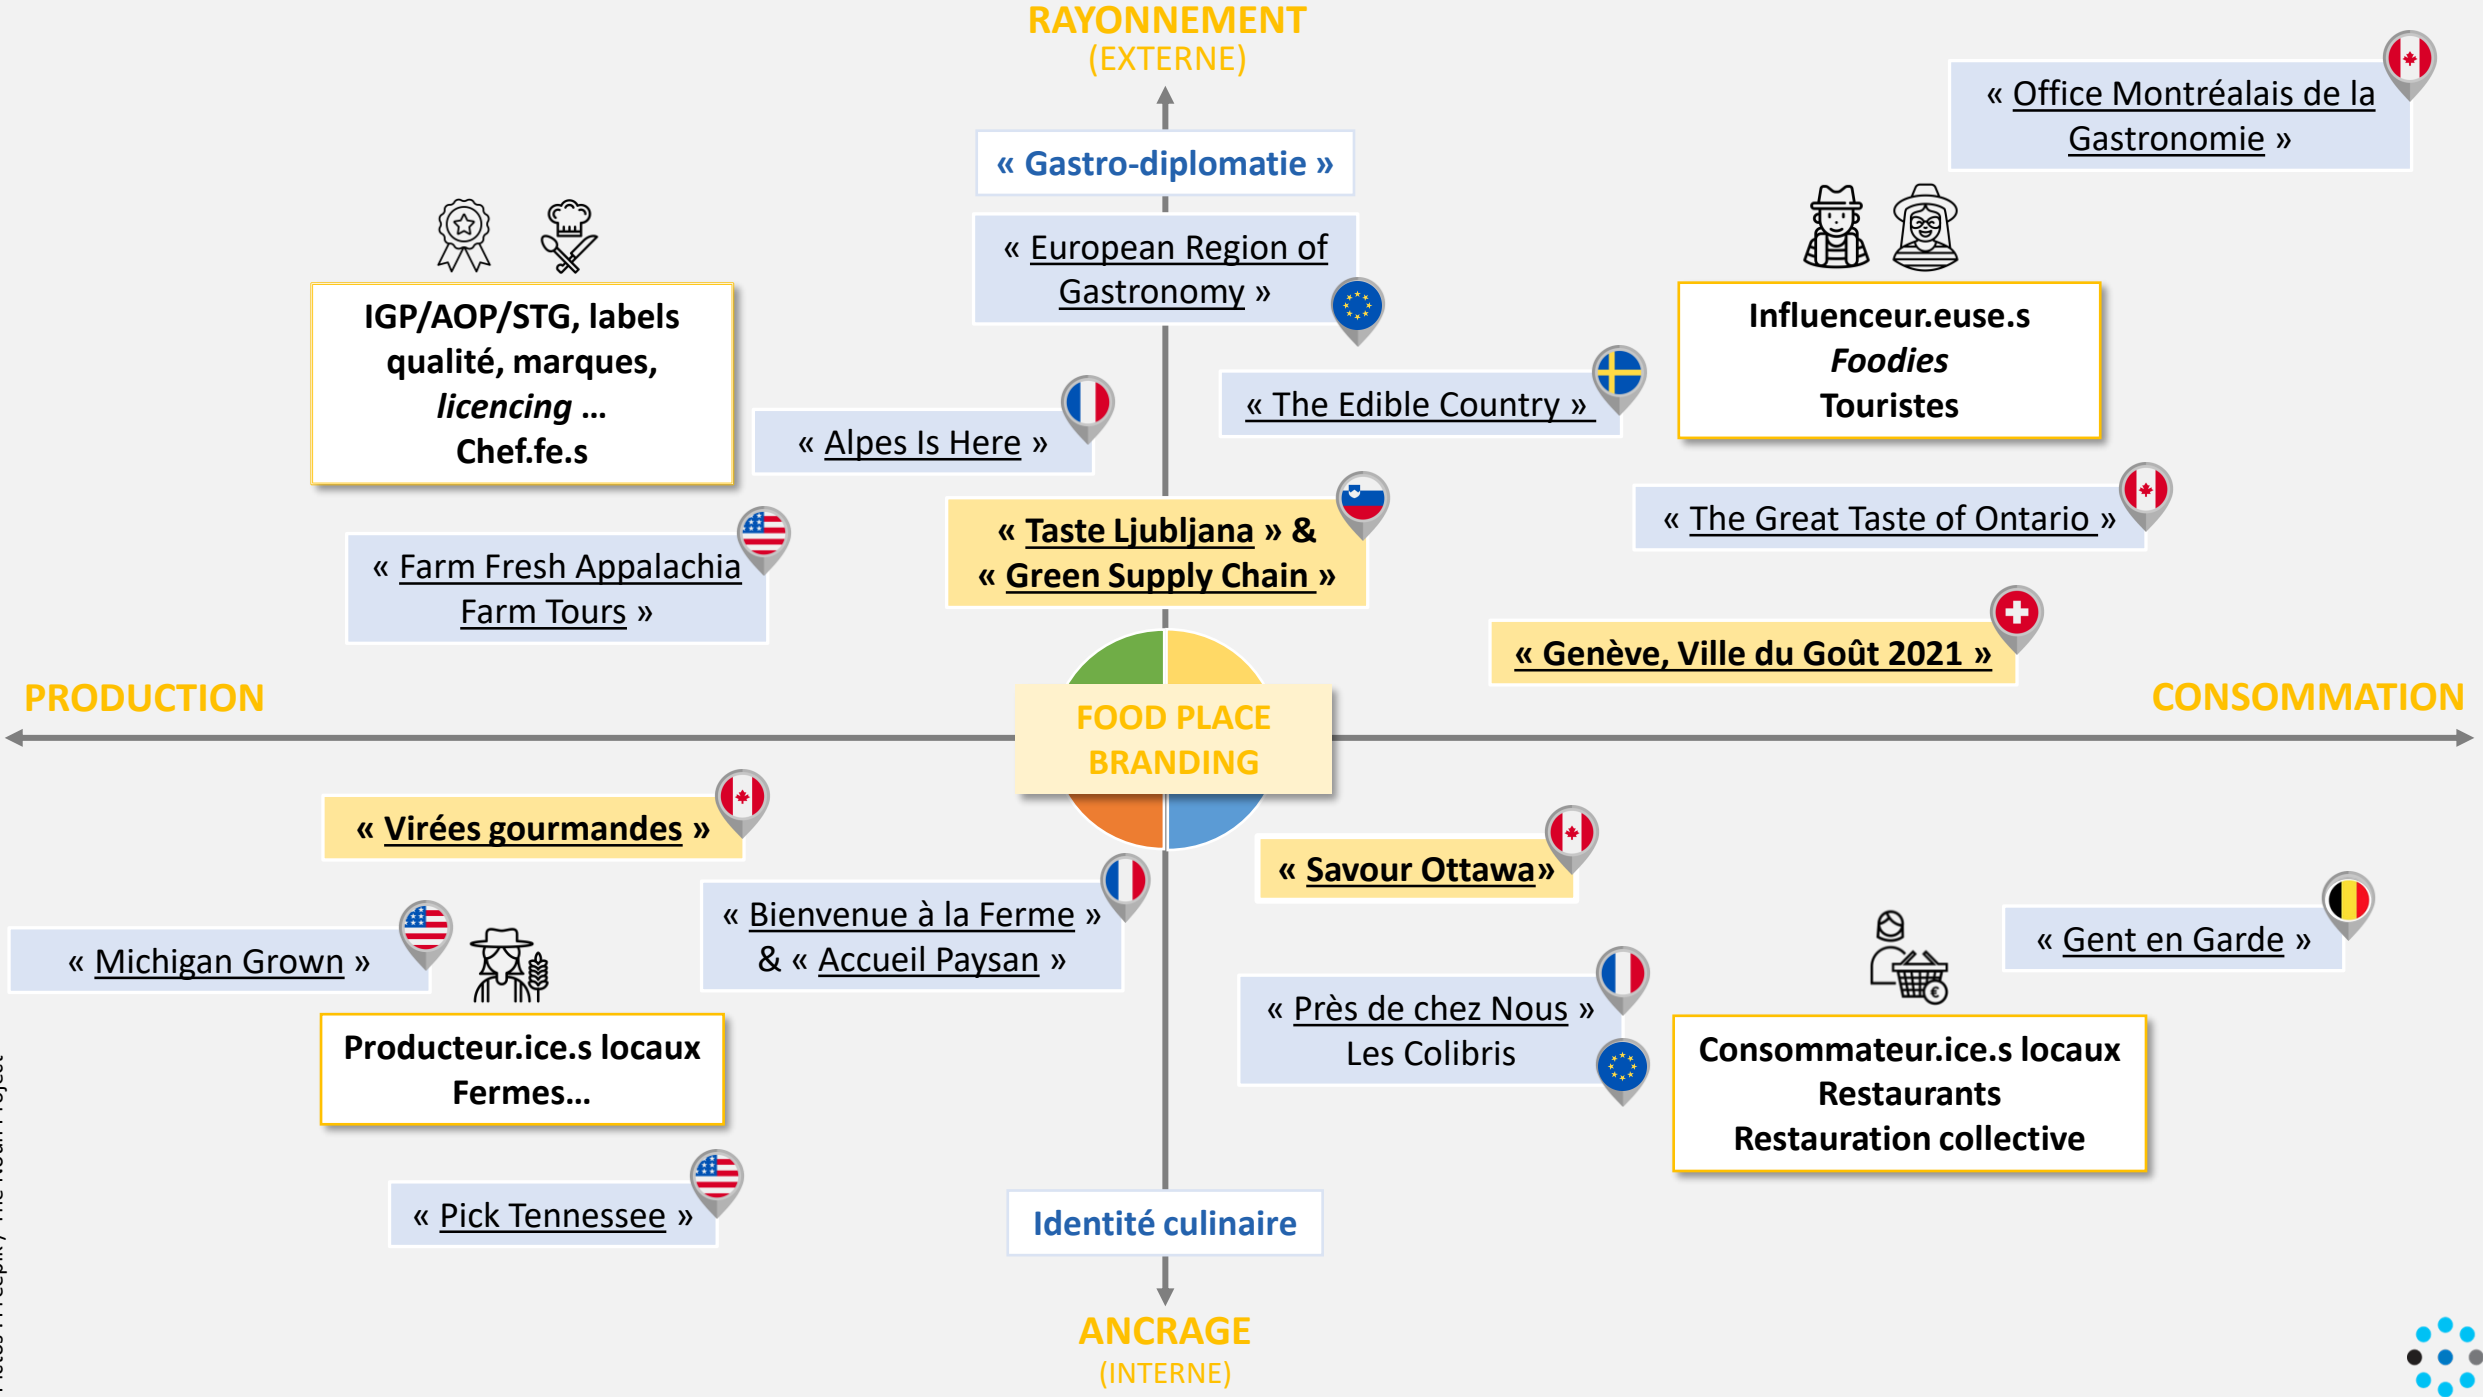 RAYONNEMENT
(EXTERNE)
« Office Montréalais de la
Gastronomie »
« Gastro-diplomatie »
« European Region of
Gastronomy »
IGP/AOP/STG, labels
qualité, marques,
licencing ...
Chef.fe.s
Influenceur.euse.s
Foodies
Touristes
« The Edible Country »
« Alpes Is Here »
« Taste Ljubljana » &
« Green Supply Chain »
« The Great Taste of Ontario »
« Farm Fresh Appalachia
Farm Tours »
« Genève, Ville du Goût 2021 »
PRODUCTION
CONSOMMATION
FOOD PLACE
BRANDING
« Virées gourmandes »
« Savour Ottawa»
« Bienvenue à la Ferme »
& « Accueil Paysan »
« Michigan Grown »
« Gent en Garde »
« Près de chez Nous »
Les Colibris
Producteur.ice.s locaux
Fermes...
Consommateur.ice.s locaux
Restaurants
Restauration collective
« Pick Tennessee »
Identité culinaire
ANCRAGE
(INTERNE)